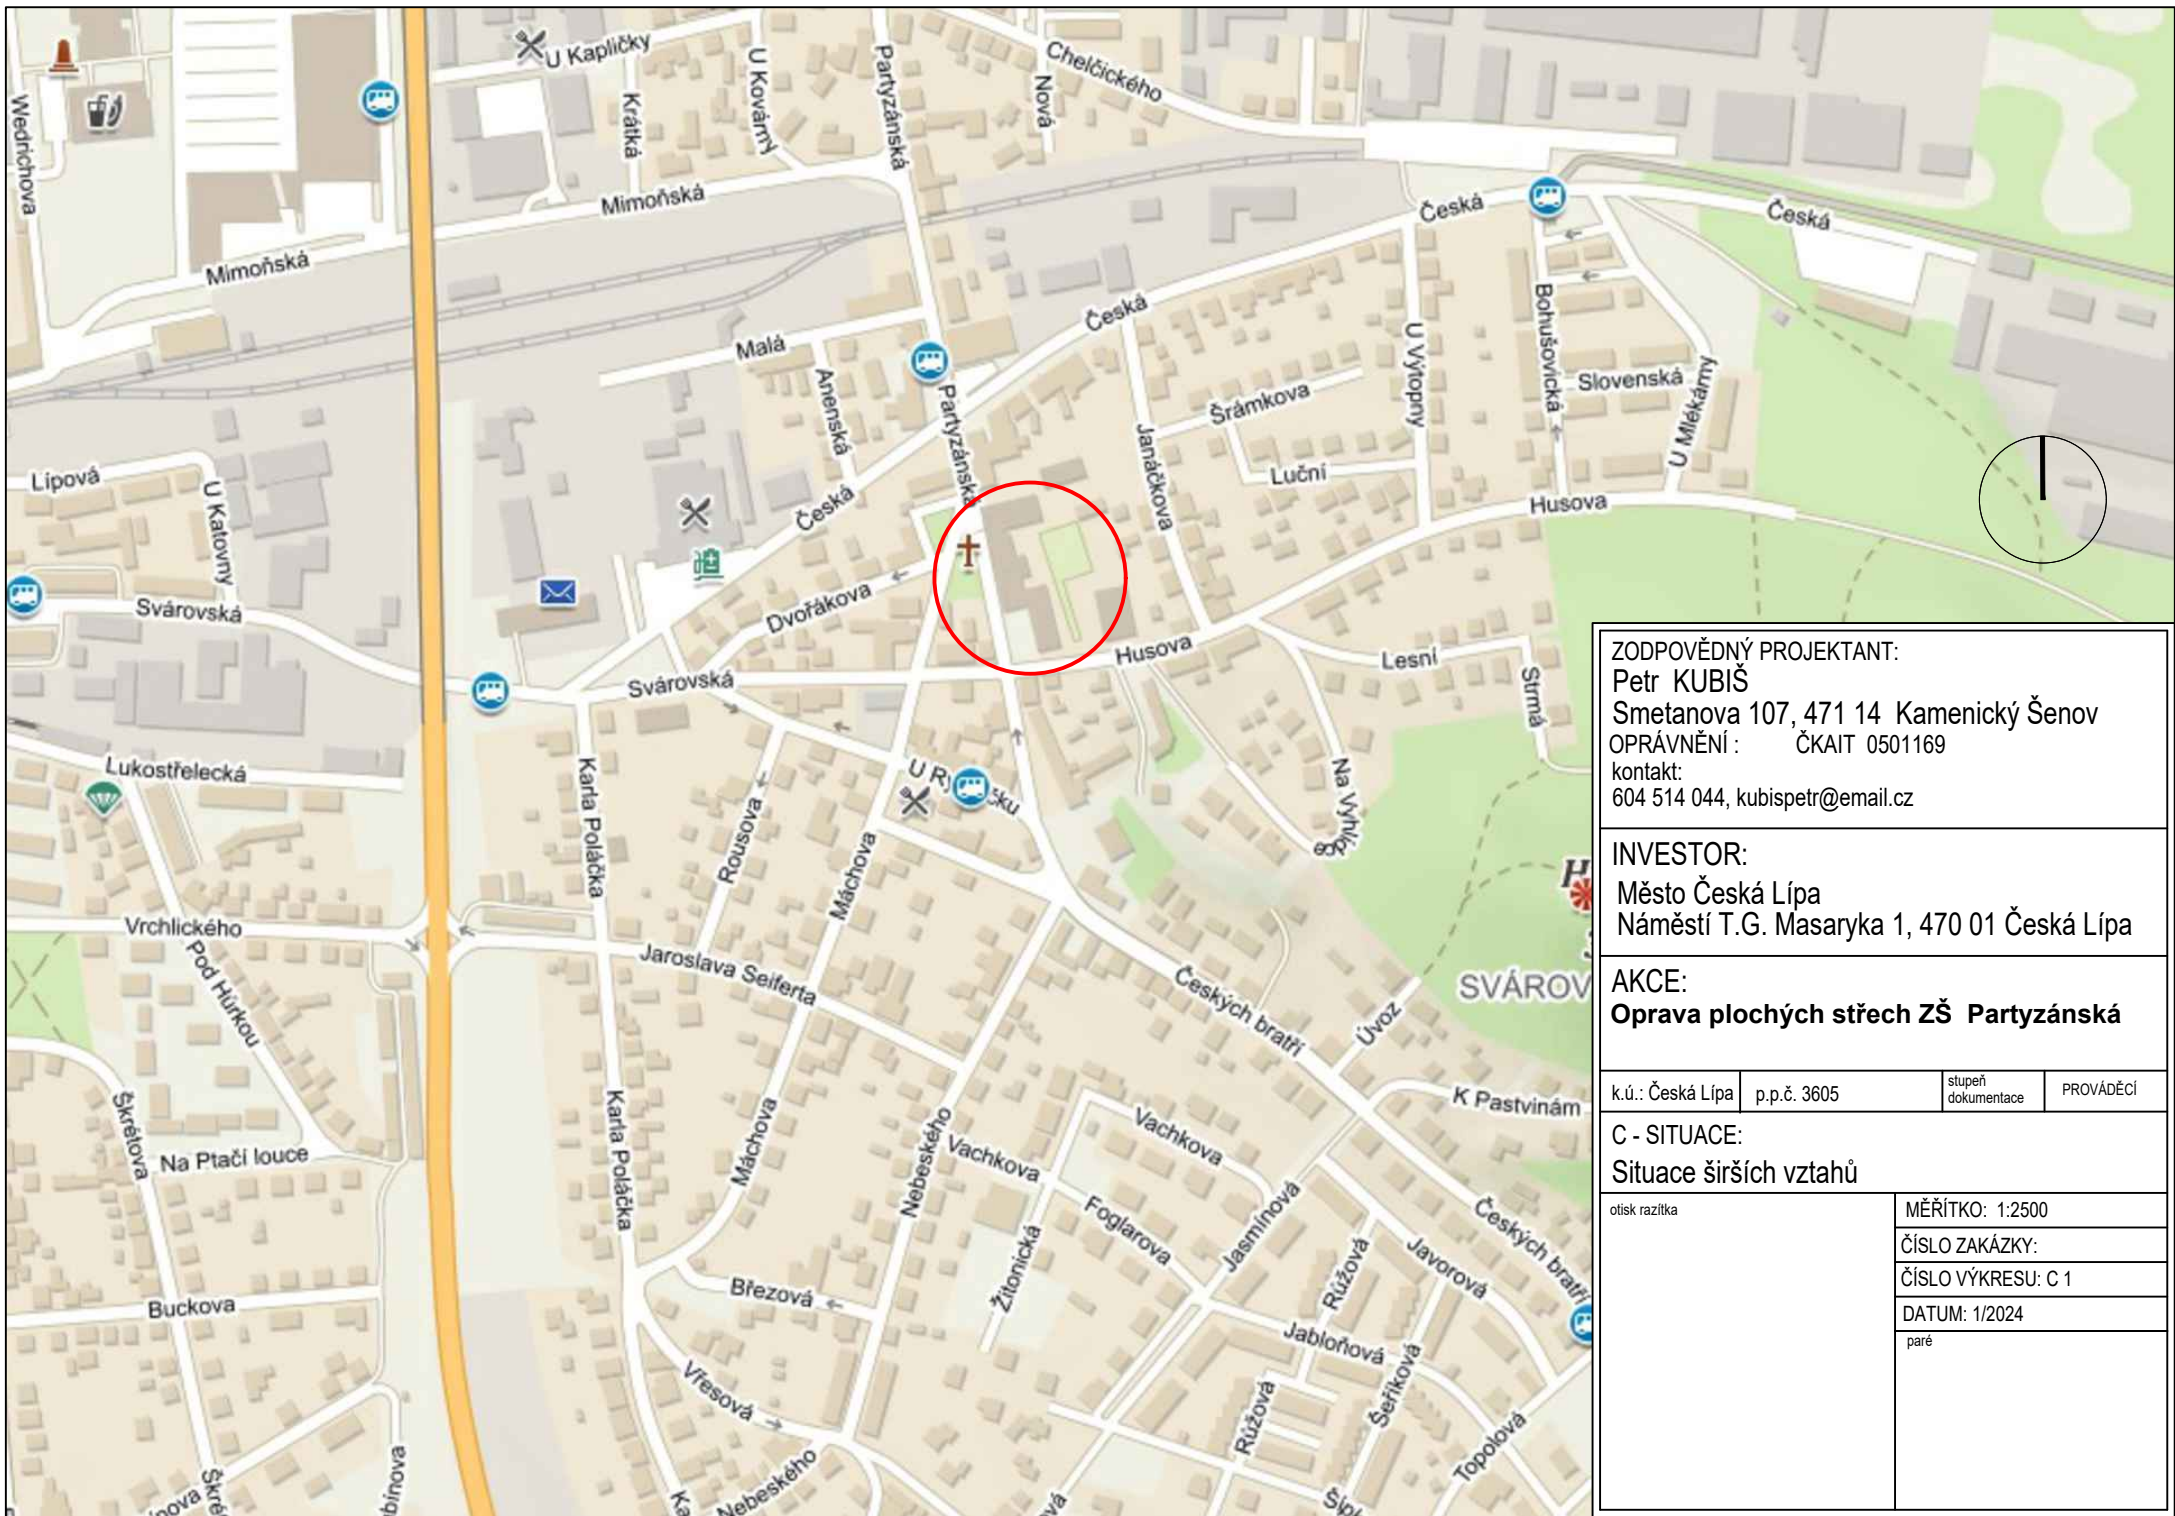 U Kapličky
Partyzánská
Chelčického
U Kovárny
Nová
Krátká
Wedrichova
Mimoňská
Česká
Česká
Mimoňská
Česká
Bohušovická
Malá
U Výtopny
Anenská
Slovenská
Partyzánská
Šrámkova
U Mlékárny
Janáčkova
Lípová
Luční
U Katovny
Česká
Husova
Svárovská
Dvořákova
Husova
Lesní
Svárovská
Strmá
Lukostřelecká
Karla Poláčka
Na Vyhlídce
Rousova
Máchova
Vrchlického
Pod Hůrkou
Jaroslava Seiferta
Českých bratří
SVÁROV
Úvoz
Škrétova
Karla Poláčka
Máchova
Nebeského
K Pastvinám
Vachkova
Vachkova
Na Ptačí louce
Foglarova
Jasmínová
Žitonická
Českých bratří
Javorová
Růžová
Březová
Buckova
Jabloňová
Vřesová
Šeříková
Růžová
Topolová
Nebeského
ZODPOVĚDNÝ PROJEKTANT:
Petr KUBIŠ
Smetanova 107, 471 14 Kamenický Šenov
OPRÁVNĚNÍ : ČKAIT 0501169
kontakt:
604 514 044, kubispetr@email.cz
INVESTOR:
Město Česká Lípa
Náměstí T.G. Masaryka 1, 470 01 Česká Lípa
AKCE:
Oprava plochých střech ZŠ Partyzánská
k.ú.: Česká Lípa p.p.č. 3605 stupeň dokumentace PROVÁDĚCÍ
C - SITUACE:
Situace širších vztahů
otisk razítka
MĚŘÍTKO: 1:2500
ČÍSLO ZAKÁZKY:
ČÍSLO VÝKRESU: C 1
DATUM: 1/2024
paré